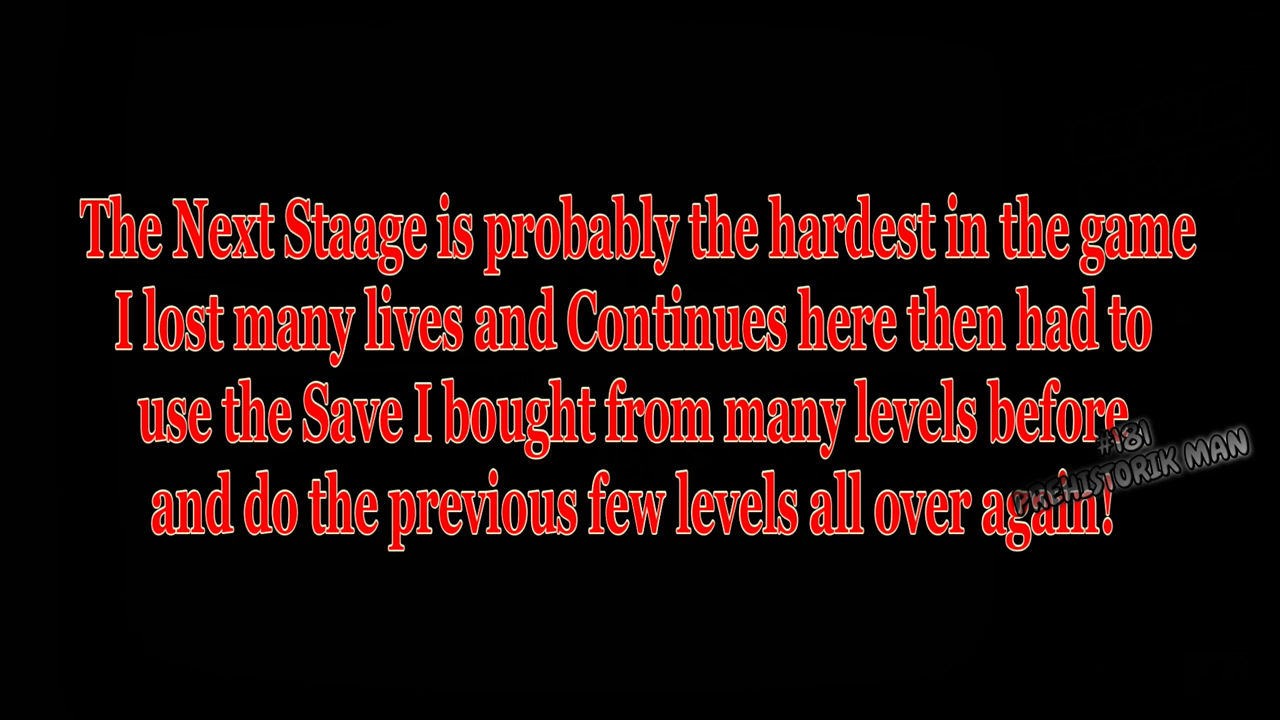 The Next Staage is probably the hardest in the game
I lost many lives and Continues here then had to
use the Save I bought from many levels before
and do the previous few levels all over again!
#181
PREHISTORIK MAN